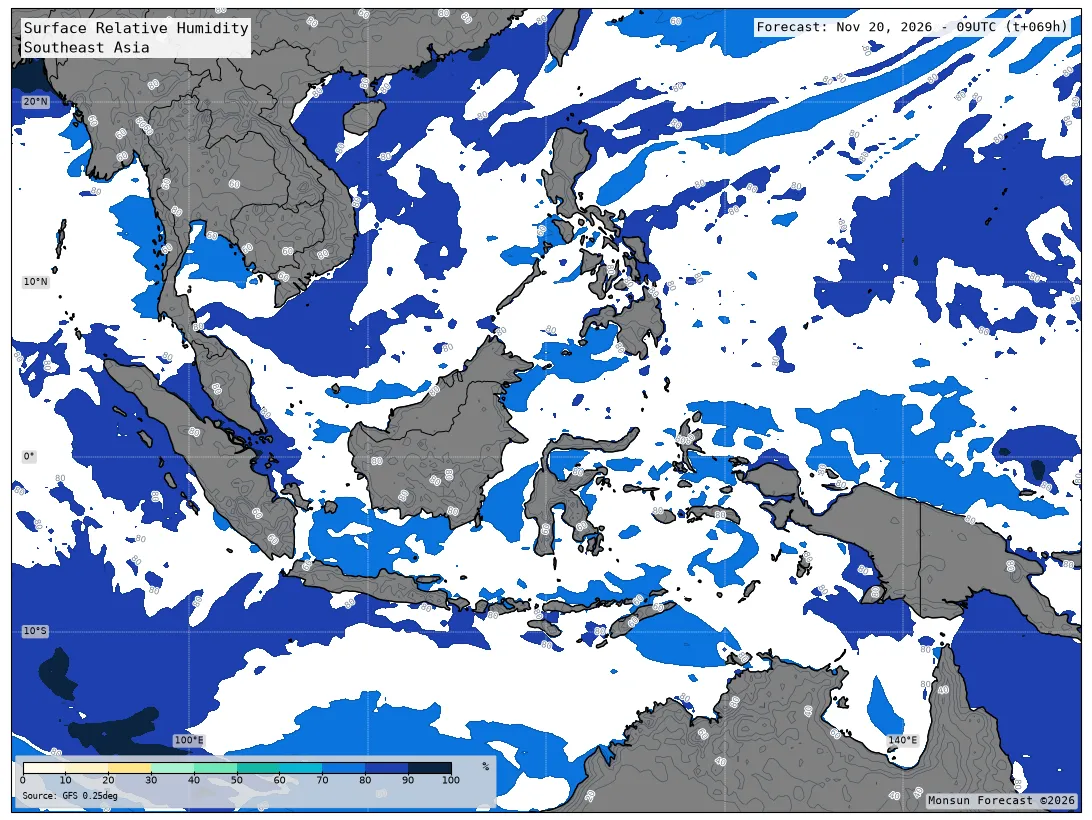 Surface Relative Humidity
Southeast Asia
Forecast: Nov 20, 2026 - 09UTC (t+069h)
20°N
10°N
0°
10°S
100°E
140°E
0 10 20 30 40 50 60 70 80 90 100
%
Source: GFS 0.25deg
Monsun Forecast ©2026